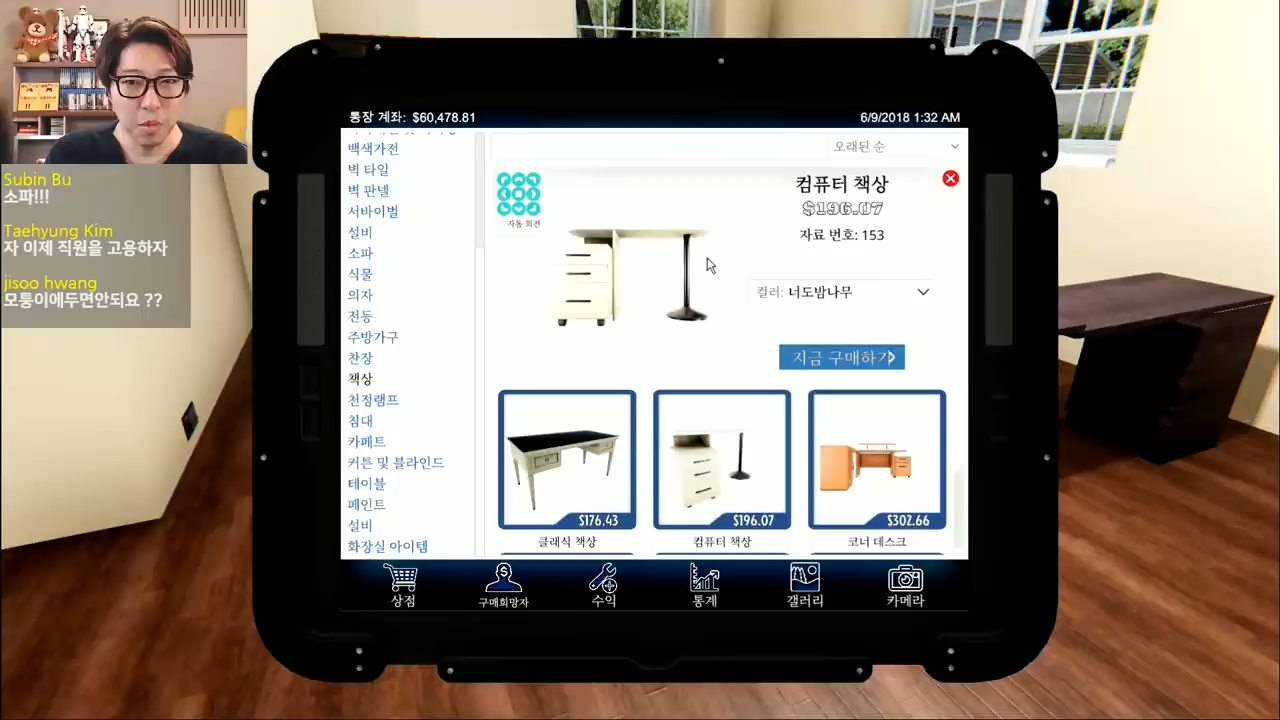 통장 계좌: $60,478.81
6/9/2018 1:32 AM
백색가전
벽 타일
벽 판넬
서바이벌
설비
소파
식물
의자
전등
주방가구
찬장
책상
천정램프
침대
카페트
커튼 및 블라인드
테이블
페인트
설비
화장실 아이템
오래된 순
자동 회전
컴퓨터 책상
$196.07
자료 번호: 153
컬러: 너도밤나무
지금 구매하기
$176.43
$196.07
$302.66
클래식 책상
컴퓨터 책상
코너 데스크
상점
구매희망자
수익
통계
갤러리
카메라
Subin Bu
소파!!!
Taehyung Kim
자 이제 직원을 고용하자
jisoo hwang
모퉁이에두면안되요 ??